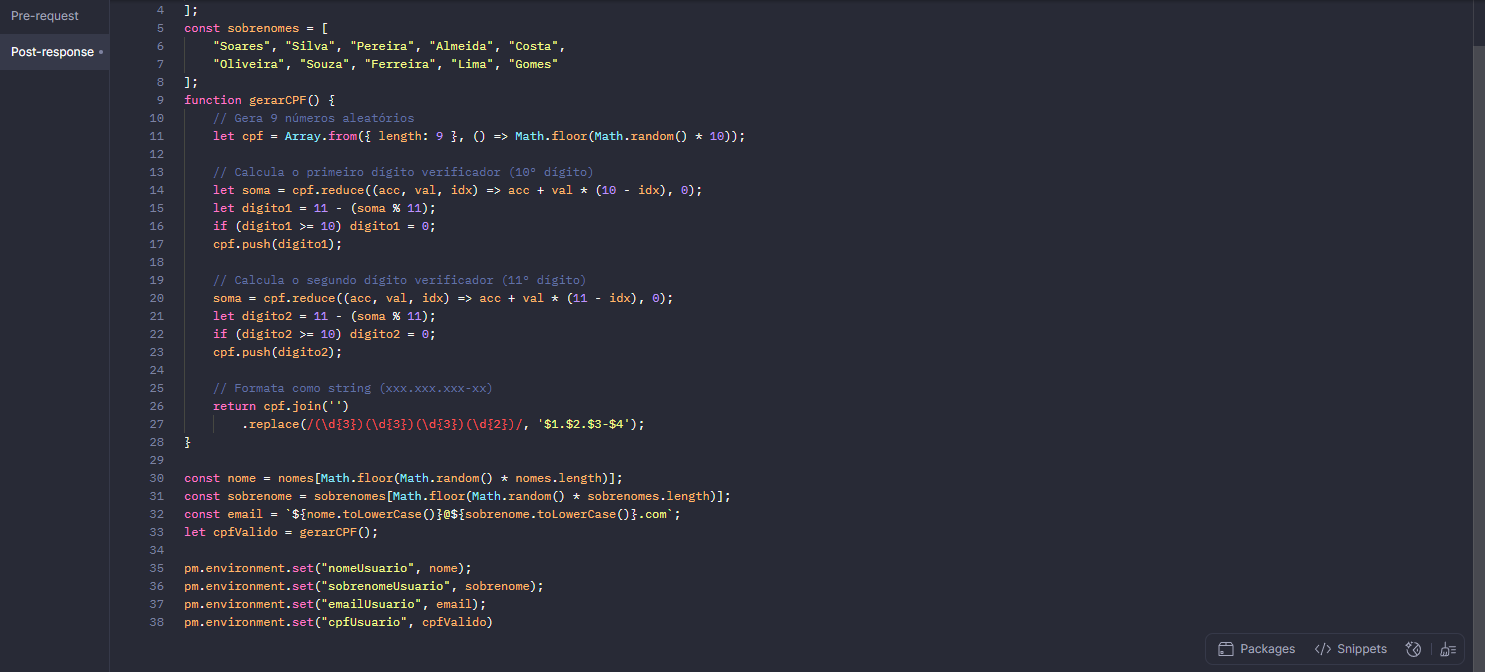 Pre-request
Post-response
4 ];
5 const sobrenomes = [
6 "Soares", "Silva", "Pereira", "Almeida", "Costa",
7 "Oliveira", "Souza", "Ferreira", "Lima", "Gomes"
8 ];
9 function gerarCPF() {
10 // Gera 9 números aleatórios
11 let cpf = Array.from({ length: 9 }, () => Math.floor(Math.random() * 10));
12
13 // Calcula o primeiro dígito verificador (10º dígito)
14 let soma = cpf.reduce((acc, val, idx) => acc + val * (10 - idx), 0);
15 let digito1 = 11 - (soma % 11);
16 if (digito1 >= 10) digito1 = 0;
17 cpf.push(digito1);
18
19 // Calcula o segundo dígito verificador (11º dígito)
20 soma = cpf.reduce((acc, val, idx) => acc + val * (11 - idx), 0);
21 let digito2 = 11 - (soma % 11);
22 if (digito2 >= 10) digito2 = 0;
23 cpf.push(digito2);
24
25 // Formata como string (xxx.xxx.xxx-xx)
26 return cpf.join('')
27 .replace(/(\d{3})(\d{3})(\d{3})(\d{2})/, '$1.$2.$3-$4');
28 }
29
30 const nome = nomes[Math.floor(Math.random() * nomes.length)];
31 const sobrenome = sobrenomes[Math.floor(Math.random() * sobrenomes.length)];
32 const email = `${nome.toLowerCase()}@${sobrenome.toLowerCase()}.com`;
33 let cpfValido = gerarCPF();
34
35 pm.environment.set("nomeUsuario", nome);
36 pm.environment.set("sobrenomeUsuario", sobrenome);
37 pm.environment.set("emailUsuario", email);
38 pm.environment.set("cpfUsuario", cpfValido)
Packages </> Snippets